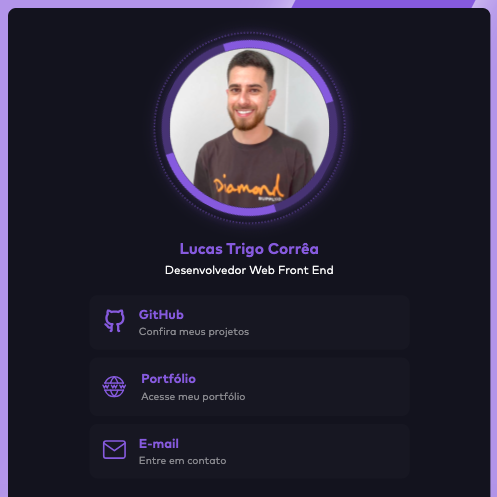 Diamond
Lucas Trigo Corrêa
Desenvolvedor Web Front End
GitHub
Confira meus projetos
Portfólio
Acesse meu portfólio
E-mail
Entre em contato